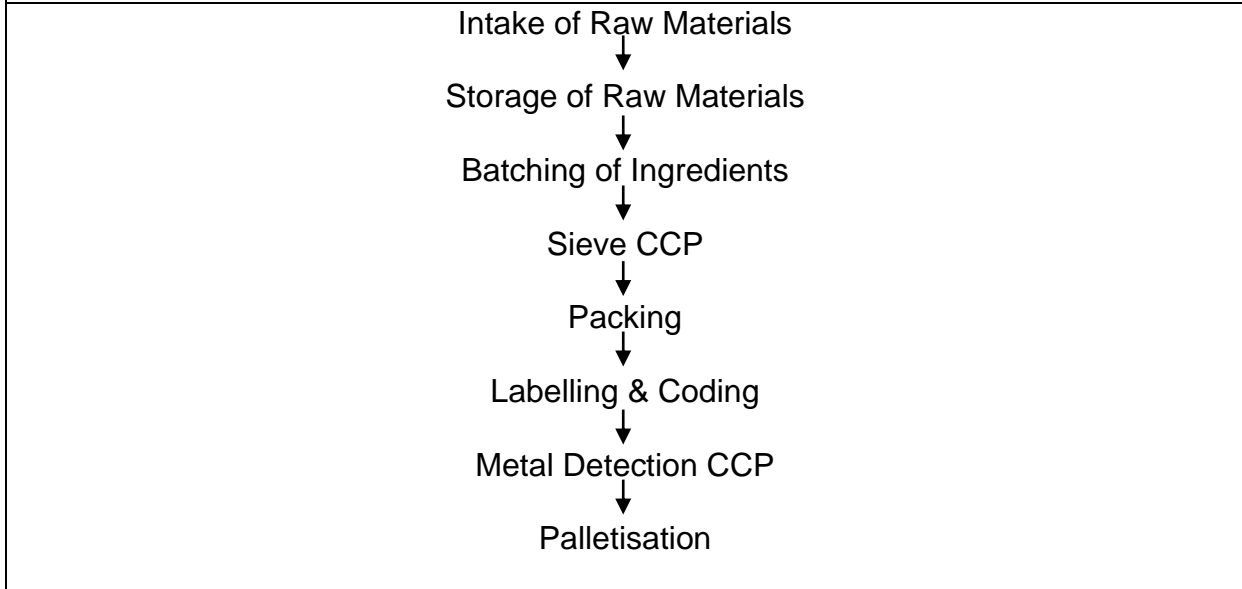 Intake of Raw Materials
Storage of Raw Materials
Batching of Ingredients
Sieve CCP
Packing
Labelling & Coding
Metal Detection CCP
Palletisation